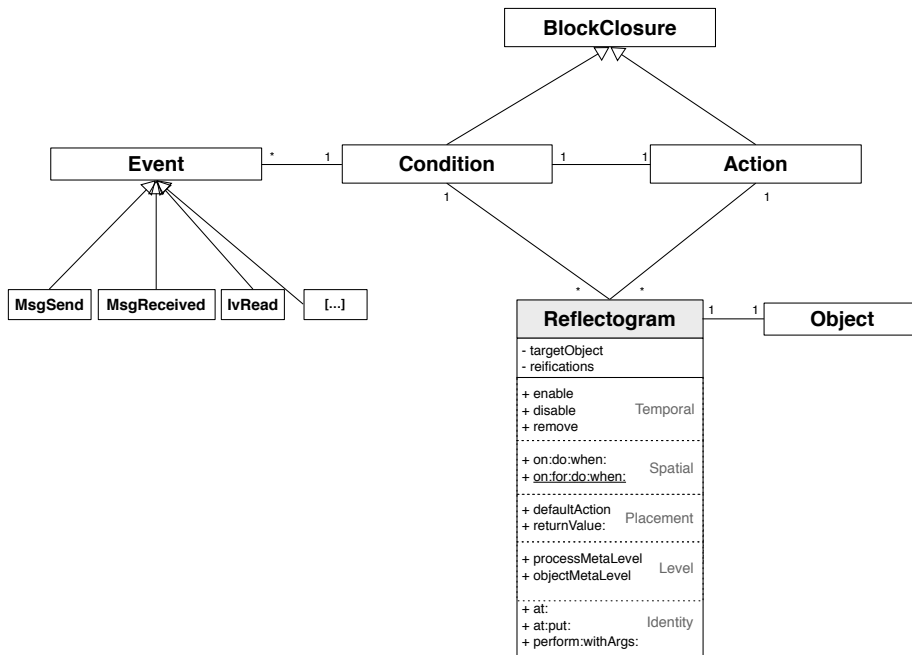 BlockClosure
Event
*
1
Condition
1
1
Action
1
1
MsgSend
MsgReceived
IvRead
[...]
*
*
Reflectogram
1
1
Object
- targetObject
- reifications
+ enable
+ disable
+ remove
Temporal
+ on:do:when:
+ on:for:do:when:
Spatial
+ defaultAction
+ returnValue:
Placement
+ processMetaLevel
+ objectMetaLevel
Level
+ at:
+ at:put:
+ perform:withArgs:
Identity